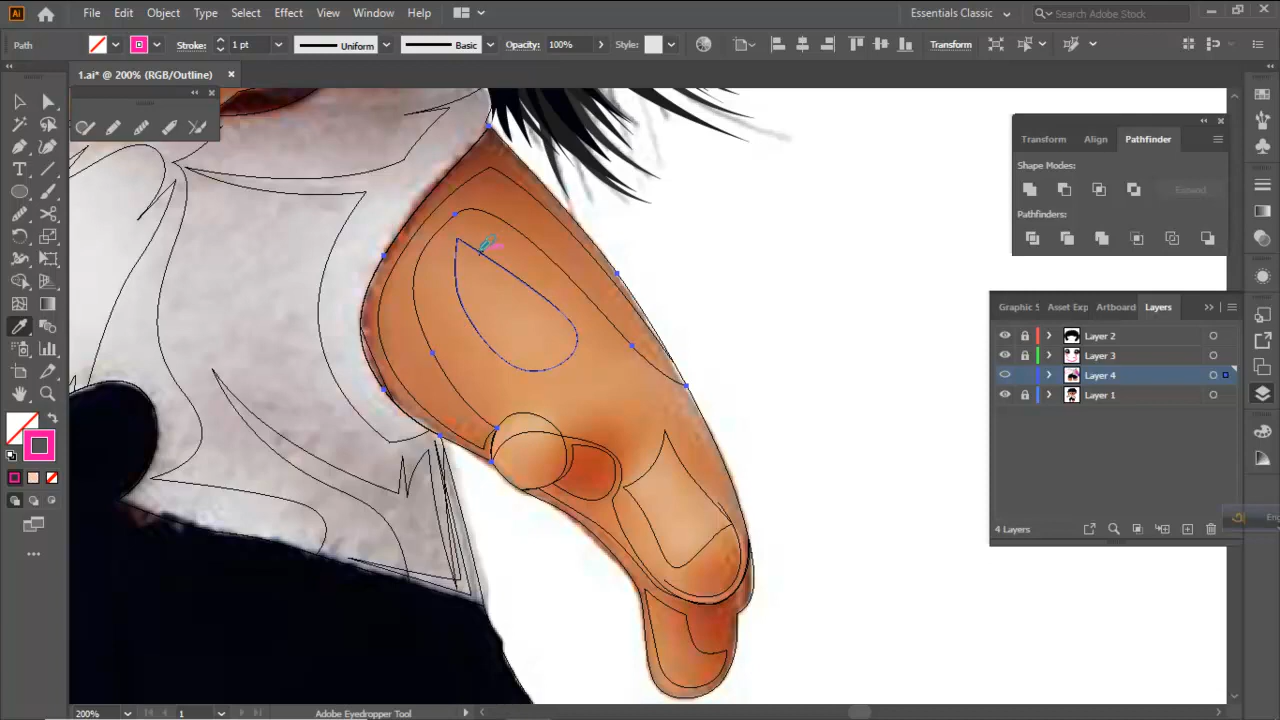 Ai File Edit Object Type Select Effect View Window Help Essentials Classic Search Adobe Stock
Path Stroke: 1 pt Uniform Basic Opacity: 100% Style: Transform
1.ai* @ 200% (RGB/Outline)
Transform Align Pathfinder
Shape Modes:
Expand
Pathfinders:
Graphic S Asset Exp Artboard Layers
Layer 2
Layer 3
Layer 4
Layer 1
4 Layers
200% 1 Adobe Eyedropper Tool